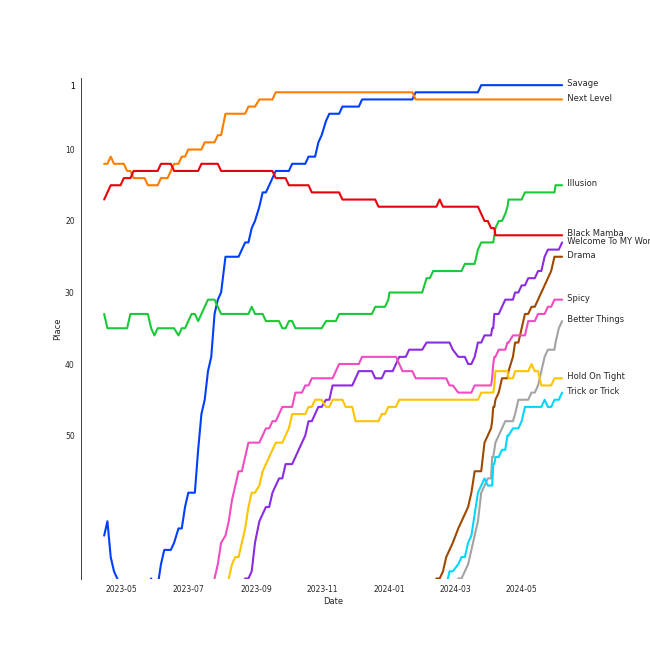 1
10
20
30
40
50
Place
2023-05
2023-07
2023-09
2023-11
2024-01
2024-03
2024-05
Date
Savage
Next Level
Illusion
Black Mamba
Welcome To MY Wor
Drama
Spicy
Better Things
Hold On Tight
Trick or Trick